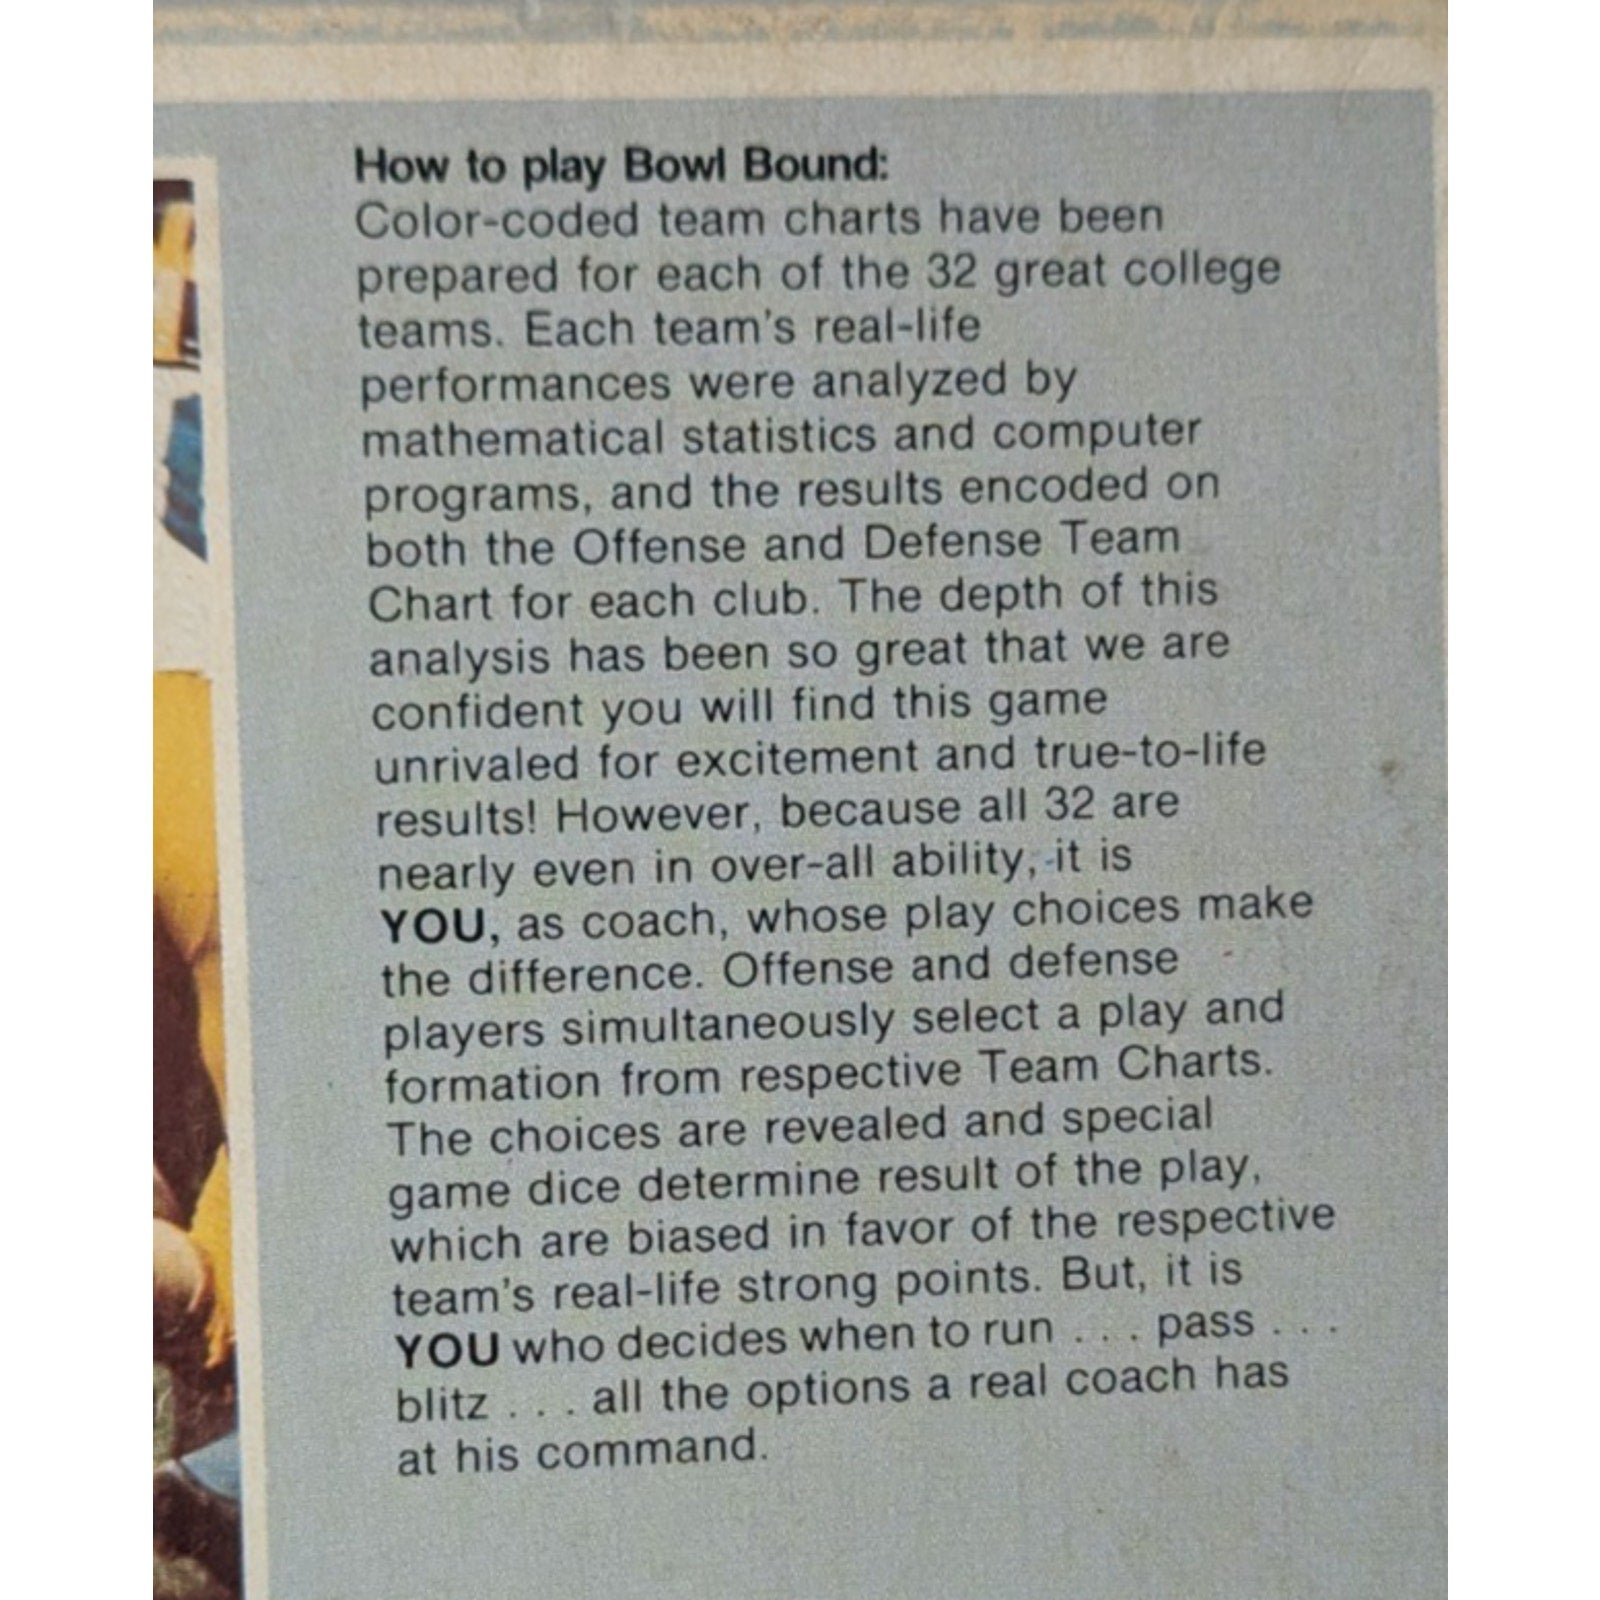 How to play Bowl Bound:
Color-coded team charts have been
prepared for each of the 32 great college
teams. Each team's real-life
performances were analyzed by
mathematical statistics and computer
programs, and the results encoded on
both the Offense and Defense Team
Chart for each club. The depth of this
analysis has been so great that we are
confident you will find this game
unrivaled for excitement and true-to-life
results! However, because all 32 are
nearly even in over-all ability, it is
YOU, as coach, whose play choices make
the difference. Offense and defense
players simultaneously select a play and
formation from respective Team Charts.
The choices are revealed and special
game dice determine result of the play,
which are biased in favor of the respective
team's real-life strong points. But, it is
YOU who decides when to run . . . pass . . .
blitz . . . all the options a real coach has
at his command.